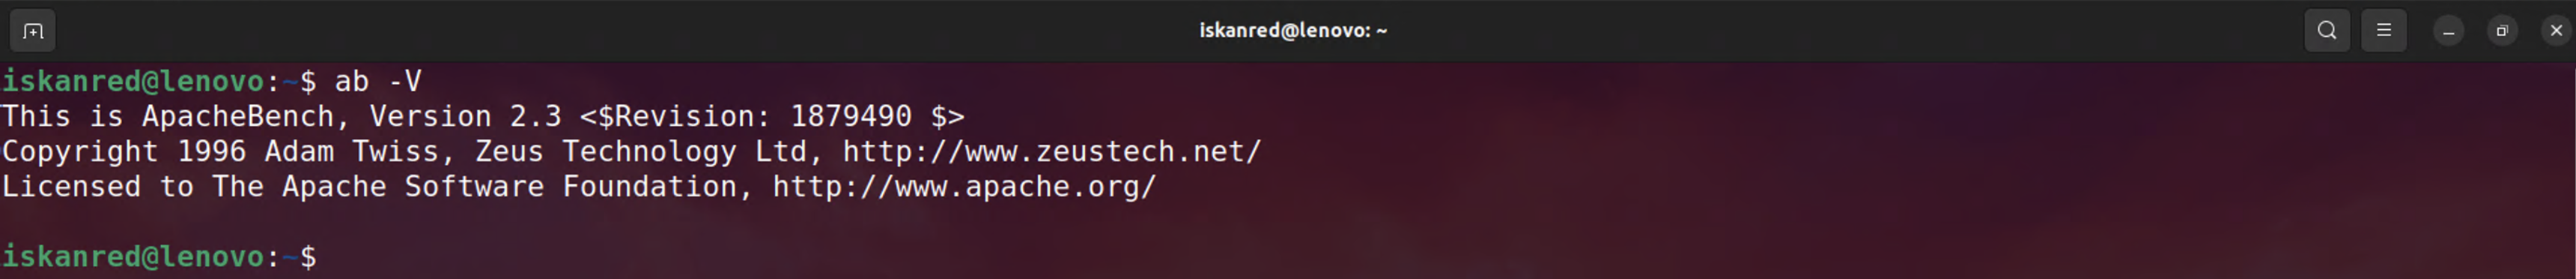 iskanred@lenovo: ~
iskanred@lenovo:~$ ab -V
This is ApacheBench, Version 2.3 <$Revision: 1879490 $>
Copyright 1996 Adam Twiss, Zeus Technology Ltd, http://www.zeustech.net/
Licensed to The Apache Software Foundation, http://www.apache.org/
iskanred@lenovo:~$